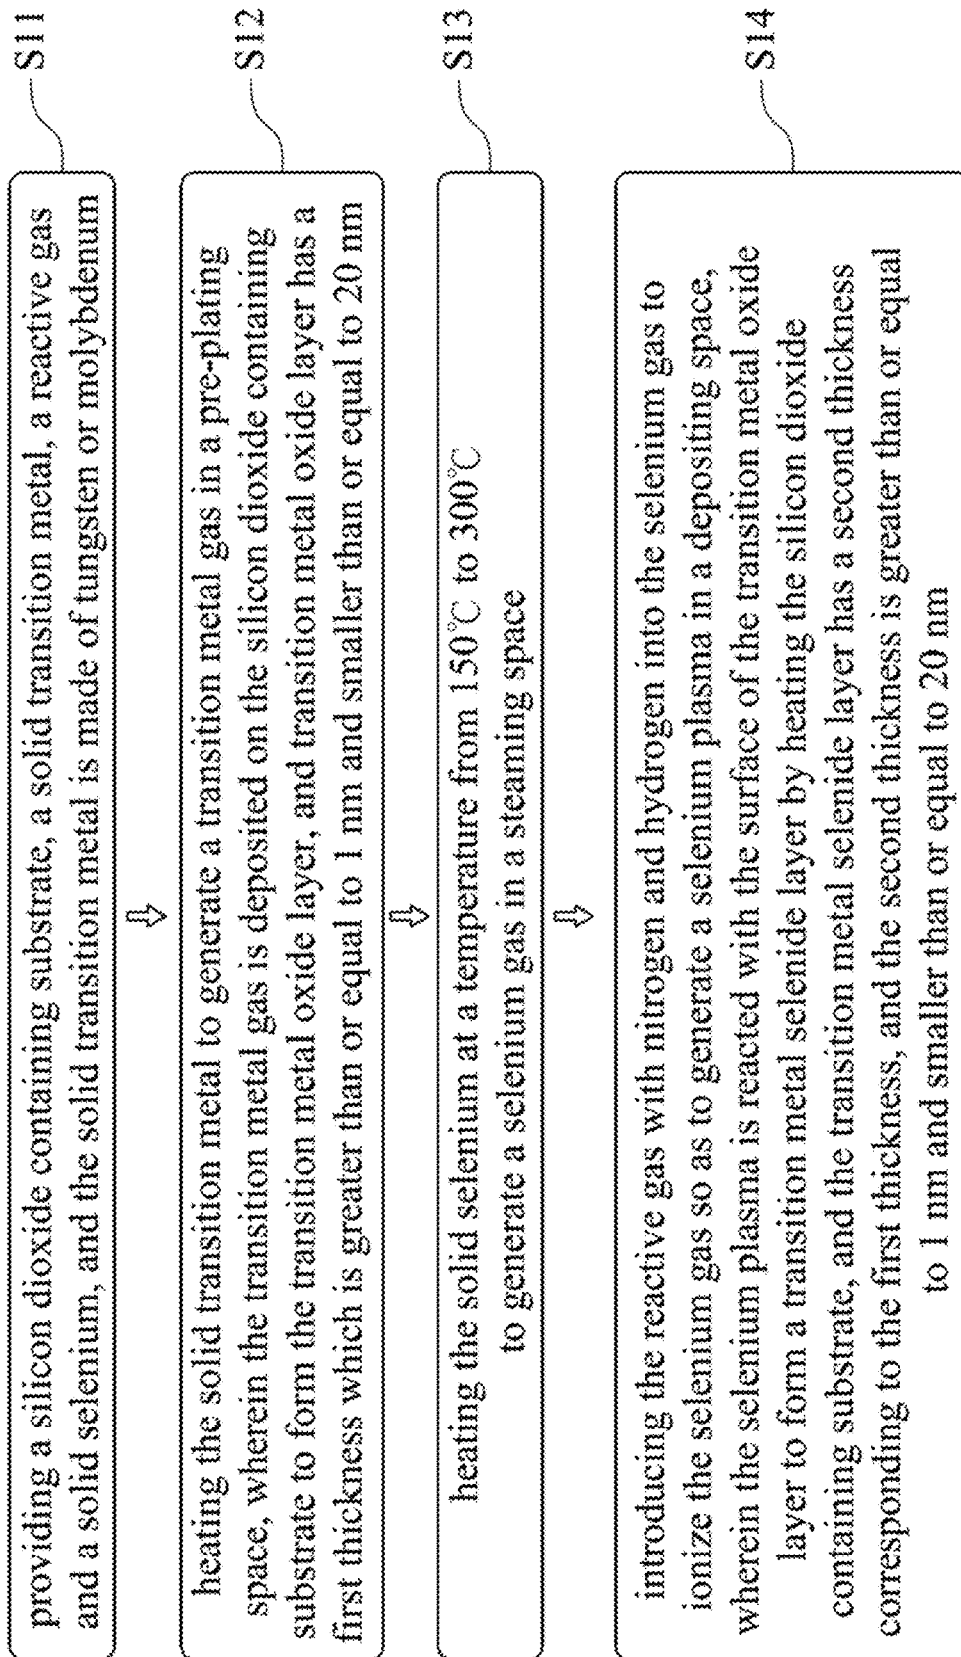 providing a silicon dioxide containing substrate, a solid transition metal, a reactive gas
and a solid selenium, and the solid transition metal is made of tungsten or molybdenum
S11
heating the solid transition metal to generate a transition metal gas in a pre-plating
space, wherein the transition metal gas is deposited on the silicon dioxide containing
substrate to form the transition metal oxide layer, and transition metal oxide layer has a
first thickness which is greater than or equal to 1 nm and smaller than or equal to 20 nm
S12
heating the solid selenium at a temperature from 150℃ to 300℃
to generate a selenium gas in a steaming space
S13
introducing the reactive gas with nitrogen and hydrogen into the selenium gas to
ionize the selenium gas so as to generate a selenium plasma in a depositing space,
wherein the selenium plasma is reacted with the surface of the transition metal oxide
layer to form a transition metal selenide layer by heating the silicon dioxide
containing substrate, and the transition metal selenide layer has a second thickness
corresponding to the first thickness, and the second thickness is greater than or equal
to 1 nm and smaller than or equal to 20 nm
S14